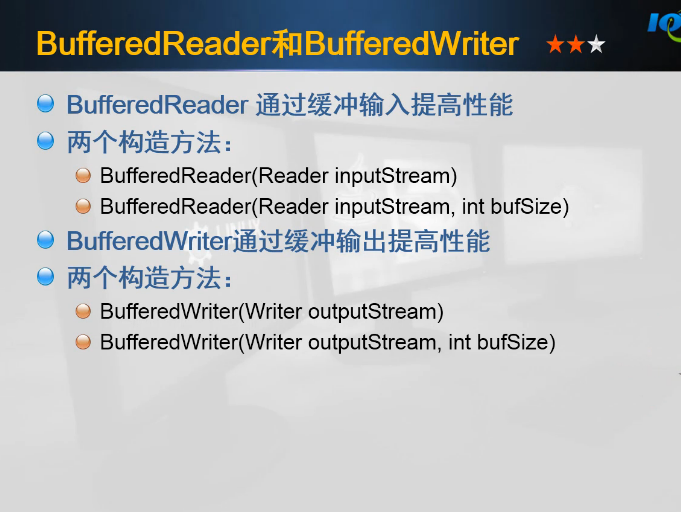 BufferedReader和BufferedWriter
BufferedReader 通过缓冲输入提高性能
两个构造方法：
BufferedReader(Reader inputStream)
BufferedReader(Reader inputStream, int bufSize)
BufferedWriter通过缓冲输出提高性能
两个构造方法：
BufferedWriter(Writer outputStream)
BufferedWriter(Writer outputStream, int bufSize)